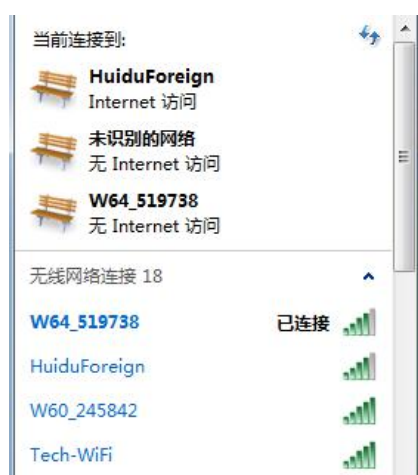 当前连接到:
HuiduForeign
Internet 访问
未识别的网络
无 Internet 访问
W64_519738
无 Internet 访问
无线网络连接 18
W64_519738 已连接
HuiduForeign
W60_245842
Tech-WiFi